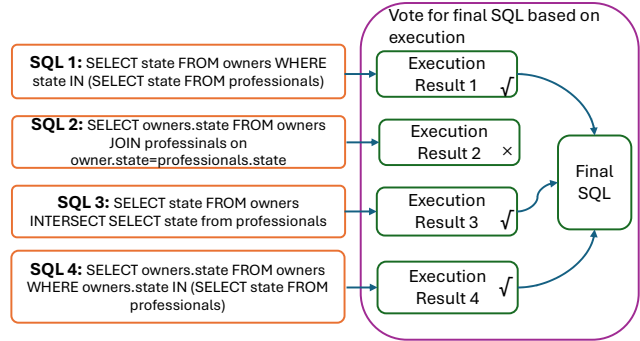 Vote for final SQL based on
execution
SQL 1: SELECT state FROM owners WHERE
state IN (SELECT state FROM professionals)
Execution
Result 1 √
SQL 2: SELECT owners.state FROM owners
JOIN professinals on
owner.state=professionals.state
Execution
Result 2 ×
SQL 3: SELECT state FROM owners
INTERSECT SELECT state from professionals
Execution
Result 3 √
SQL 4: SELECT owners.state FROM owners
WHERE owners.state IN (SELECT state FROM
professionals)
Execution
Result 4 √
Final
SQL